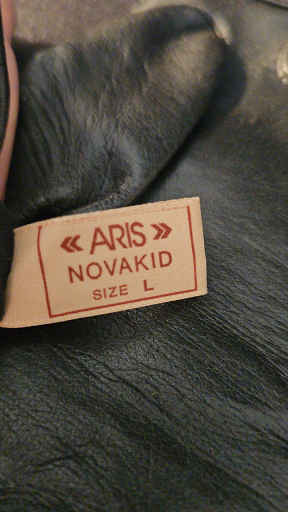 « ARIS »
NOVAKID
SIZE L